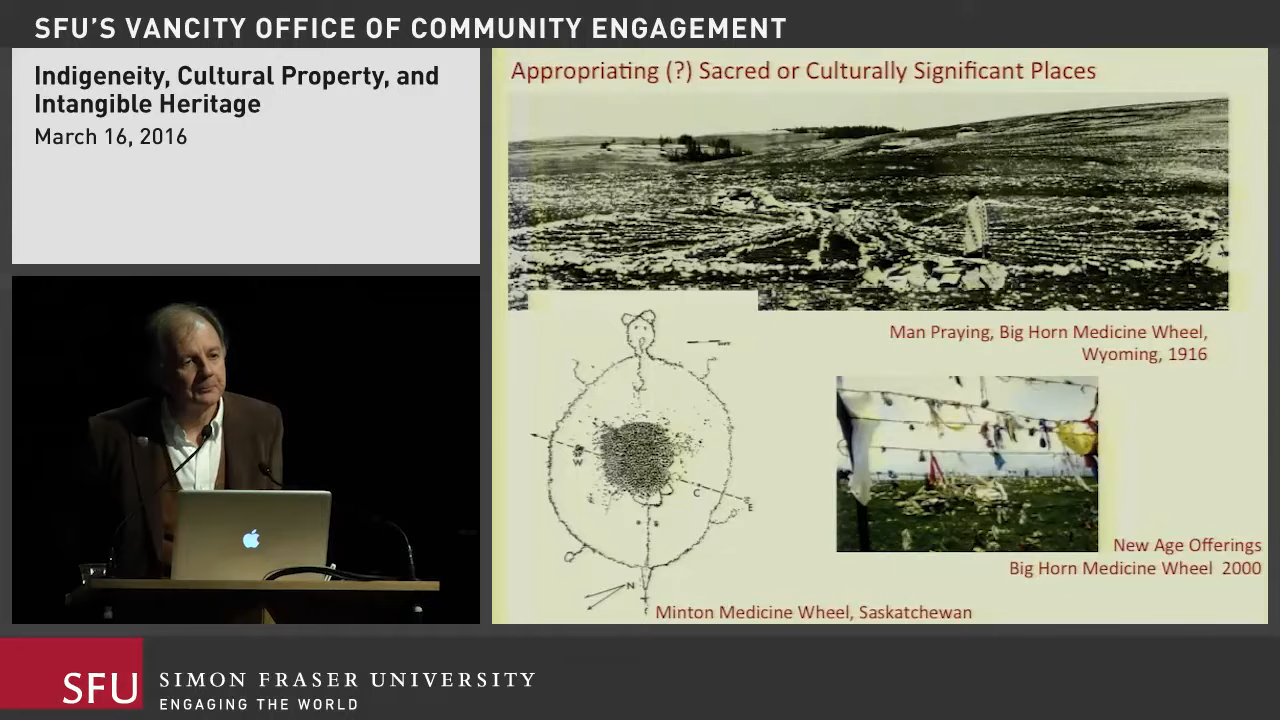 SFU'S VANCITY OFFICE OF COMMUNITY ENGAGEMENT
Indigeneity, Cultural Property, and
Intangible Heritage
March 16, 2016
Appropriating (?) Sacred or Culturally Significant Places
Man Praying, Big Horn Medicine Wheel,
Wyoming, 1916
W
C
E
N
New Age Offerings
Big Horn Medicine Wheel 2000
Minton Medicine Wheel, Saskatchewan
SFU
SIMON FRASER UNIVERSITY
ENGAGING THE WORLD